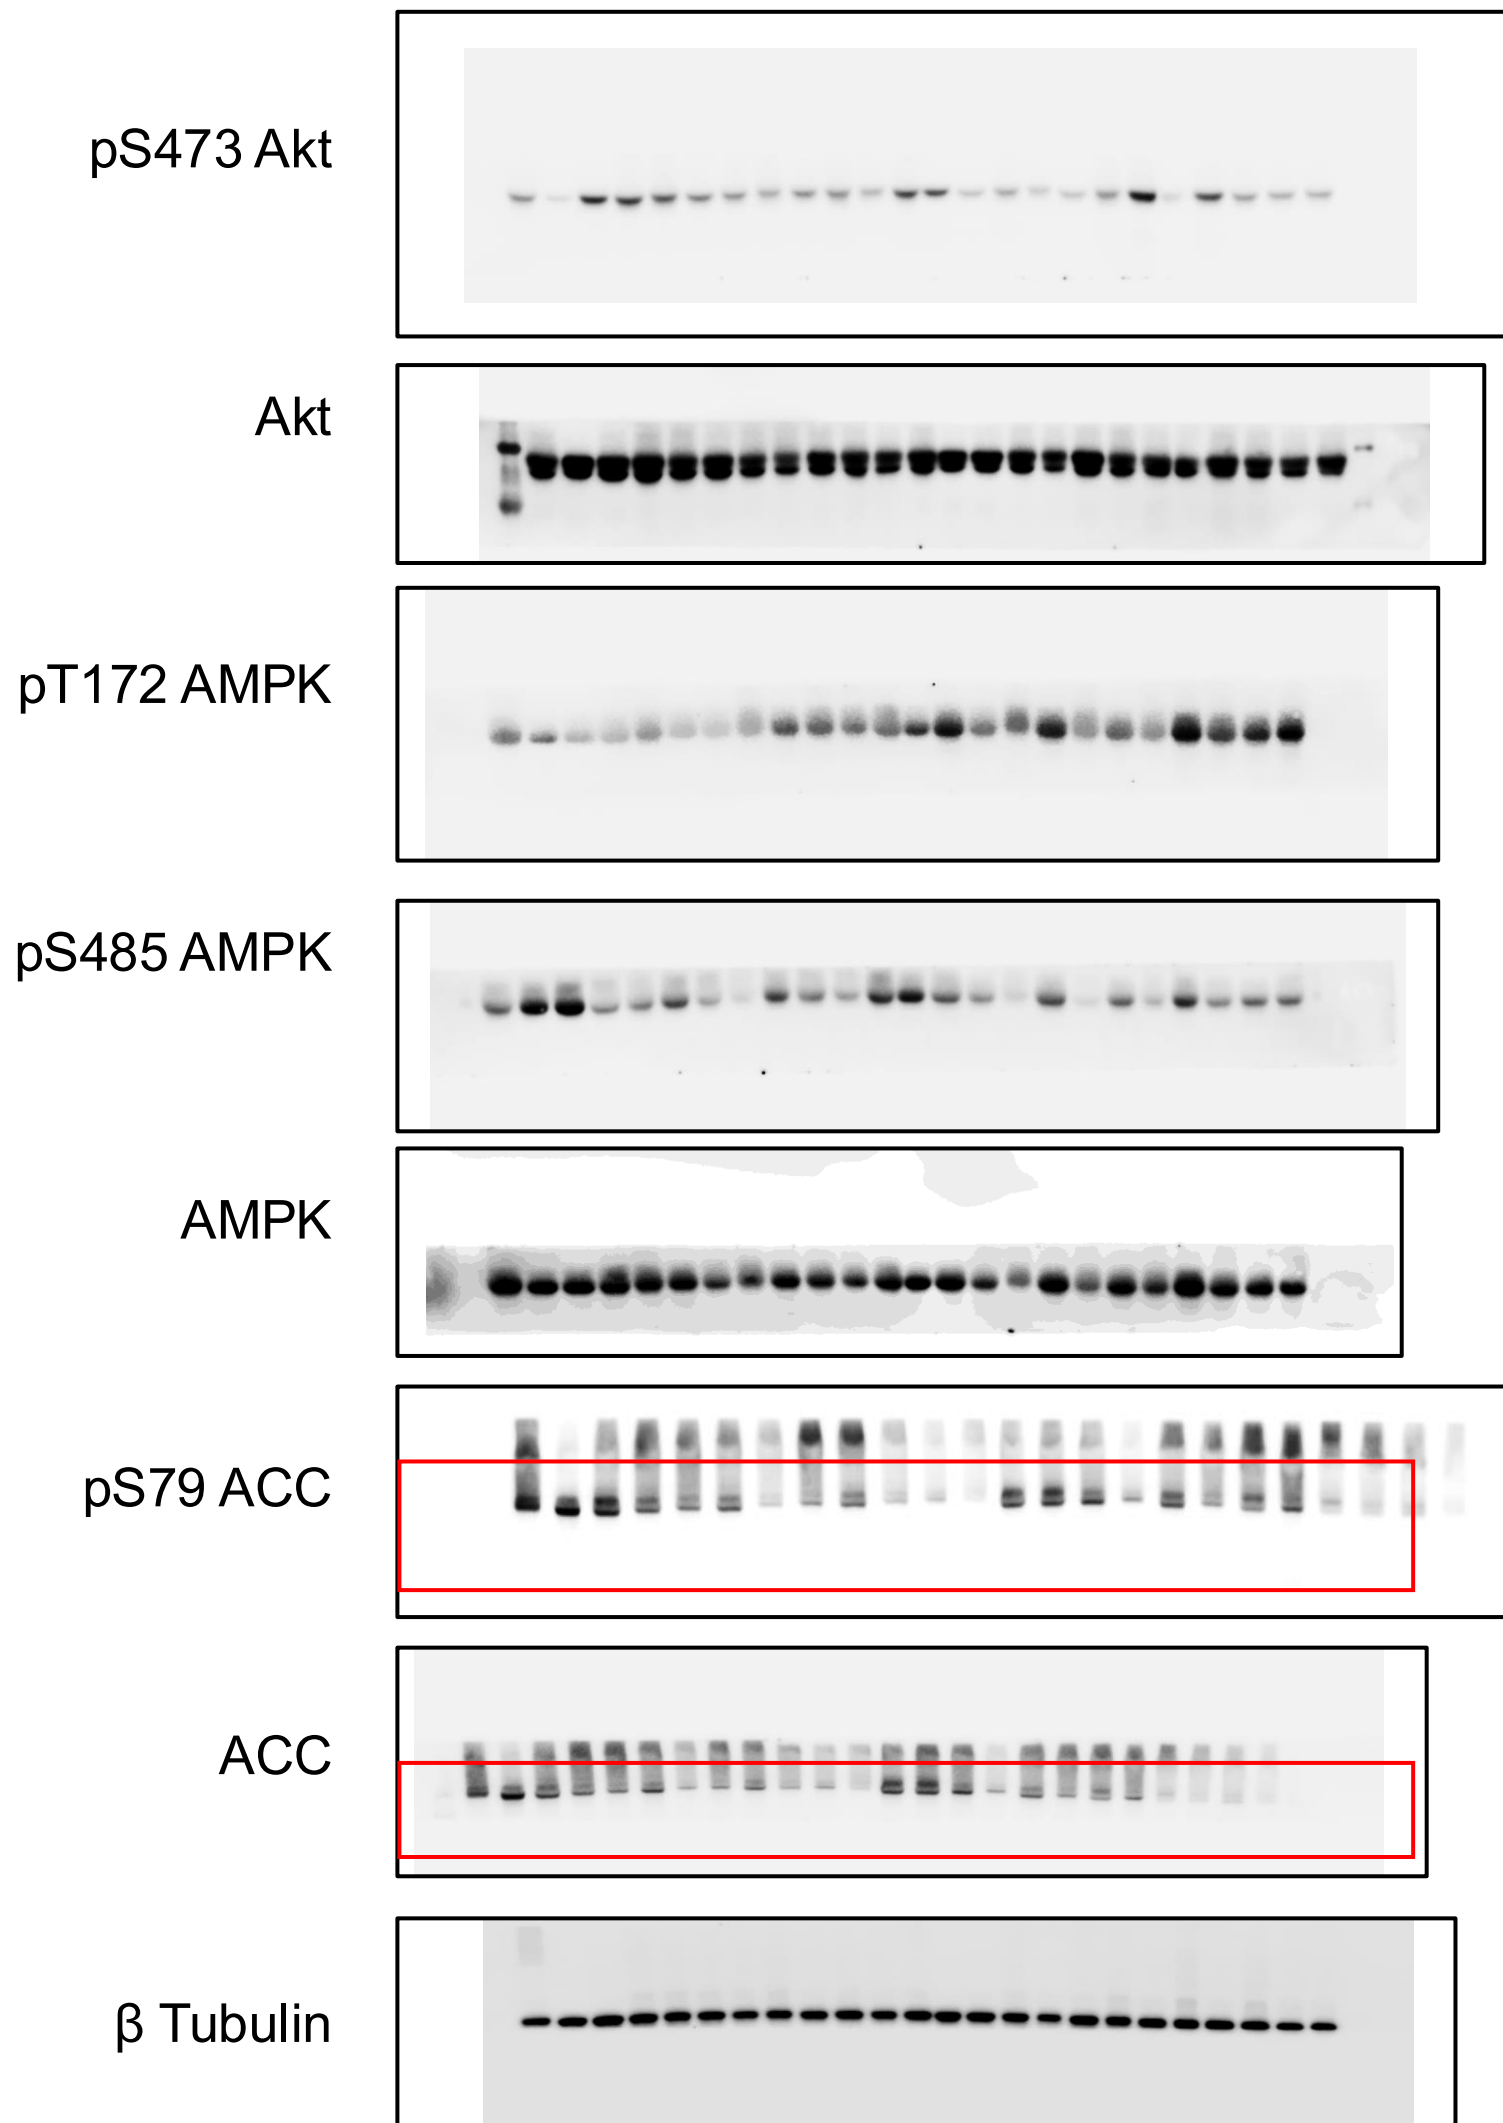 pS473 Akt
Akt
pT172 AMPK
pS485 AMPK
AMPK
pS79 ACC
ACC
β Tubulin